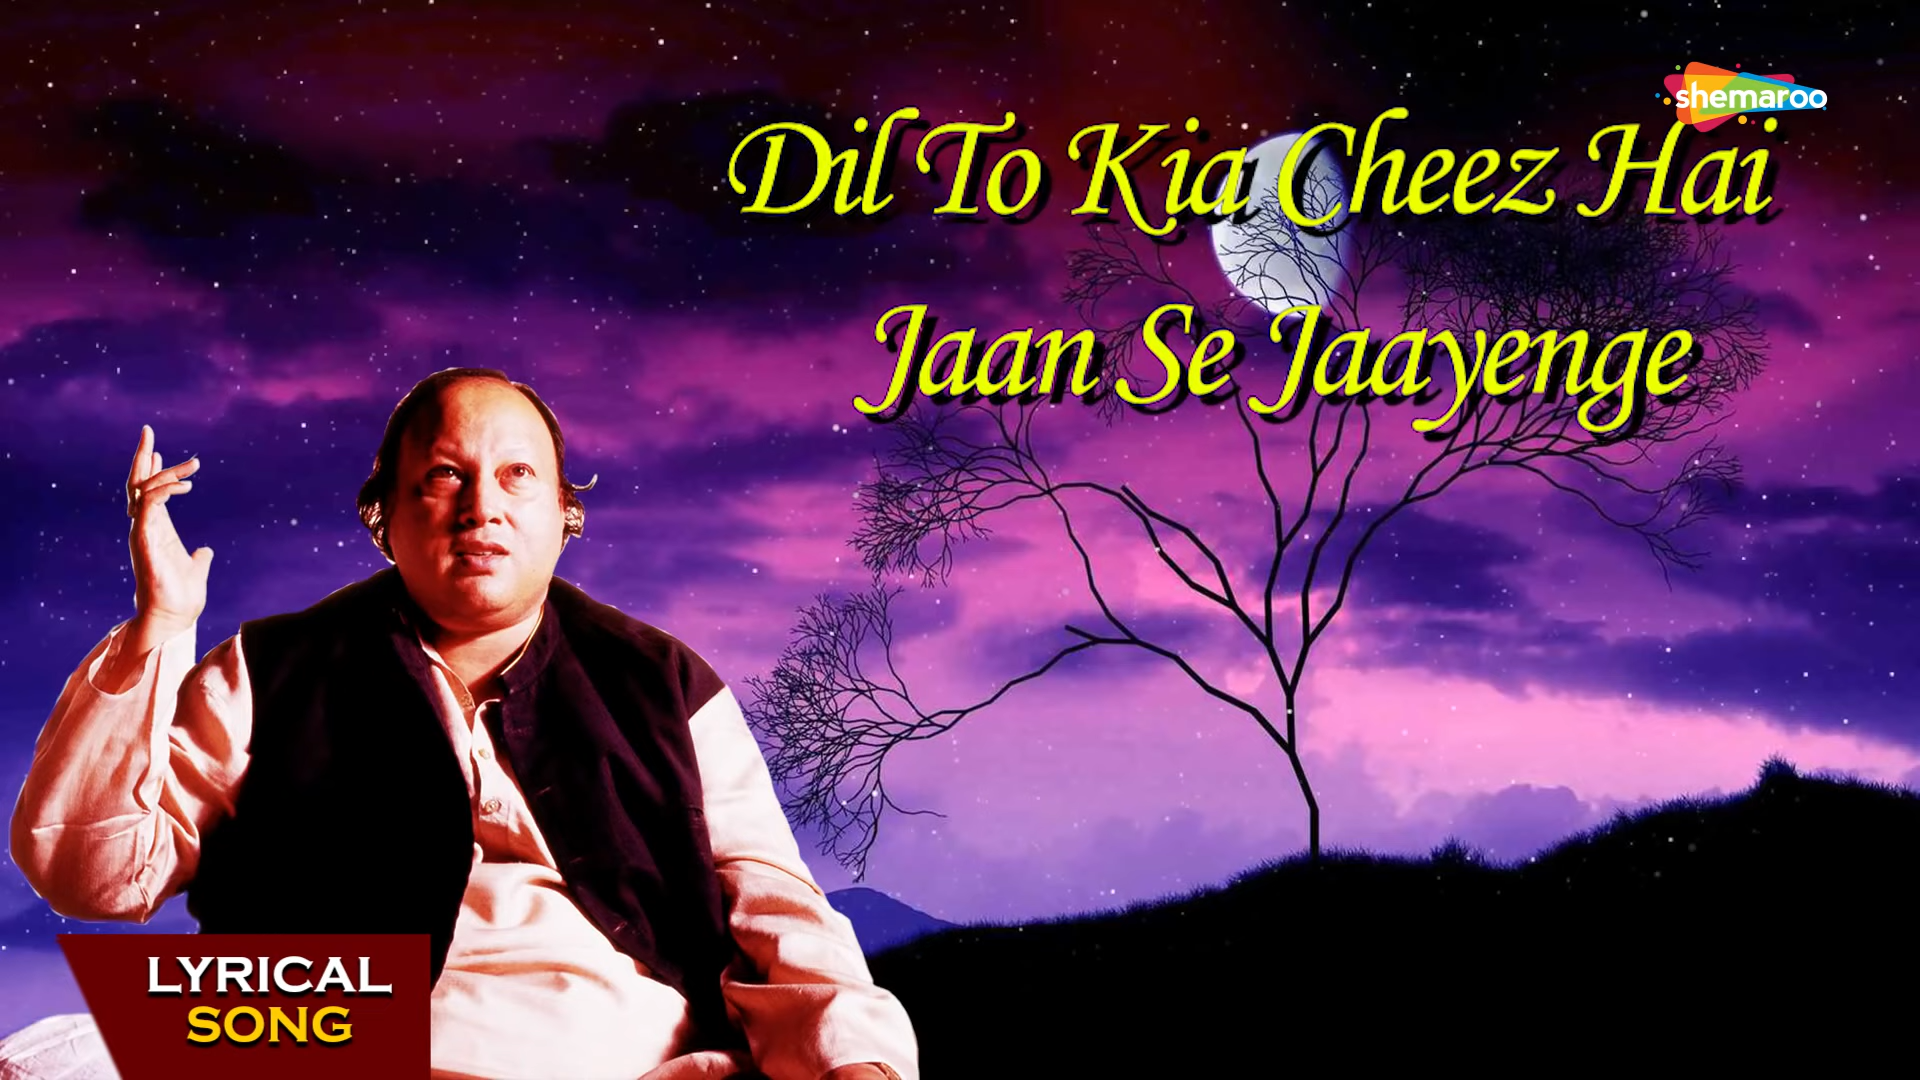 shemaroo
Dil To Kia Cheez Hai
Jaan Se Jaayenge
LYRICAL
SONG